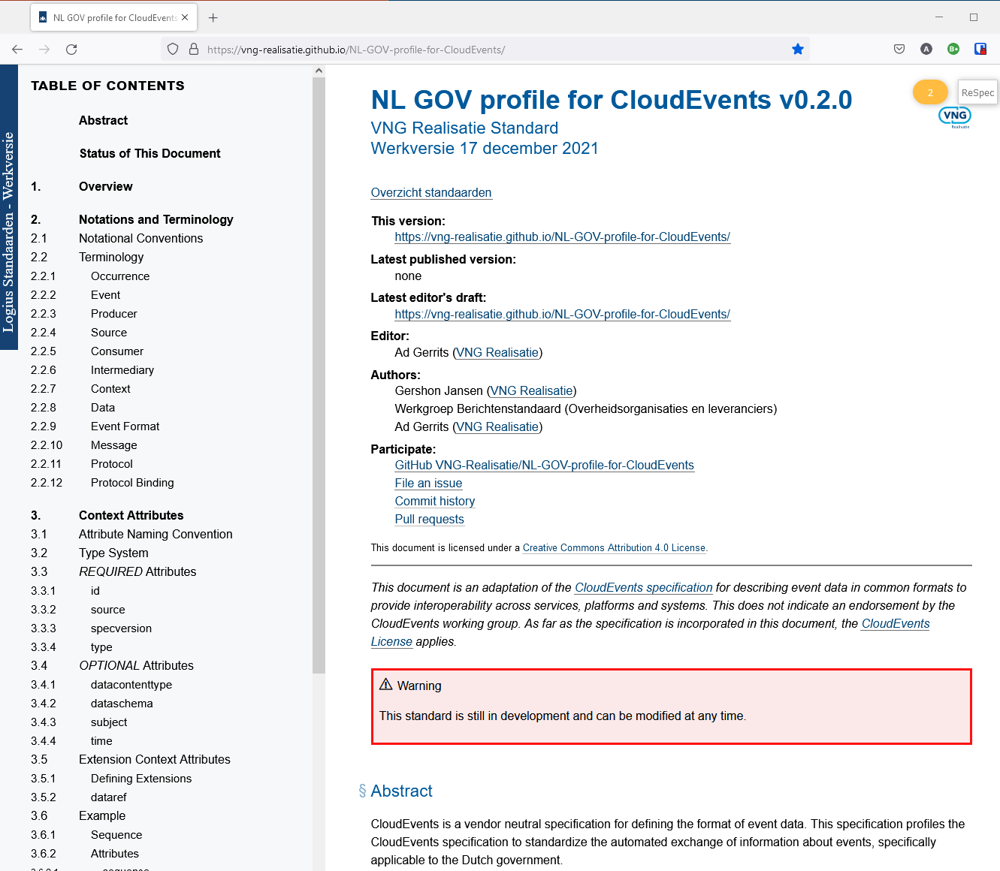 NL GOV profile for CloudEvents
https://vng-realisatie.github.io/NL-GOV-profile-for-CloudEvents/
A
B+
Logius Standaarden - Werkversie
TABLE OF CONTENTS
Abstract
Status of This Document
1. Overview
2. Notations and Terminology
2.1 Notational Conventions
2.2 Terminology
2.2.1 Occurrence
2.2.2 Event
2.2.3 Producer
2.2.4 Source
2.2.5 Consumer
2.2.6 Intermediary
2.2.7 Context
2.2.8 Data
2.2.9 Event Format
2.2.10 Message
2.2.11 Protocol
2.2.12 Protocol Binding
3. Context Attributes
3.1 Attribute Naming Convention
3.2 Type System
3.3 REQUIRED Attributes
3.3.1 id
3.3.2 source
3.3.3 specversion
3.3.4 type
3.4 OPTIONAL Attributes
3.4.1 datacontenttype
3.4.2 dataschema
3.4.3 subject
3.4.4 time
3.5 Extension Context Attributes
3.5.1 Defining Extensions
3.5.2 dataref
3.6 Example
3.6.1 Sequence
3.6.2 Attributes
2
ReSpec
VNG
Realisatie
NL GOV profile for CloudEvents v0.2.0
VNG Realisatie Standard
Werkversie 17 december 2021
Overzicht standaarden
This version:
https://vng-realisatie.github.io/NL-GOV-profile-for-CloudEvents/
Latest published version:
none
Latest editor's draft:
https://vng-realisatie.github.io/NL-GOV-profile-for-CloudEvents/
Editor:
Ad Gerrits (VNG Realisatie)
Authors:
Gershon Jansen (VNG Realisatie)
Werkgroep Berichtenstandaard (Overheidsorganisaties en leveranciers)
Ad Gerrits (VNG Realisatie)
Participate:
GitHub VNG-Realisatie/NL-GOV-profile-for-CloudEvents
File an issue
Commit history
Pull requests
This document is licensed under a Creative Commons Attribution 4.0 License.
This document is an adaptation of the CloudEvents specification for describing event data in common formats to
provide interoperability across services, platforms and systems. This does not indicate an endorsement by the
CloudEvents working group. As far as the specification is incorporated in this document, the CloudEvents
License applies.
⚠ Warning
This standard is still in development and can be modified at any time.
§ Abstract
CloudEvents is a vendor neutral specification for defining the format of event data. This specification profiles the
CloudEvents specification to standardize the automated exchange of information about events, specifically
applicable to the Dutch government.